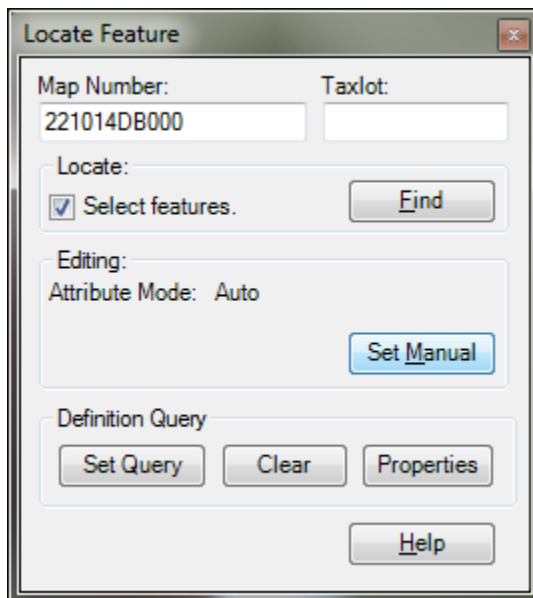 Locate Feature
Map Number: Taxlot:
221014DB000
Locate:
Select features. Find
Editing:
Attribute Mode: Auto
Set Manual
Definition Query
Set Query Clear Properties
Help